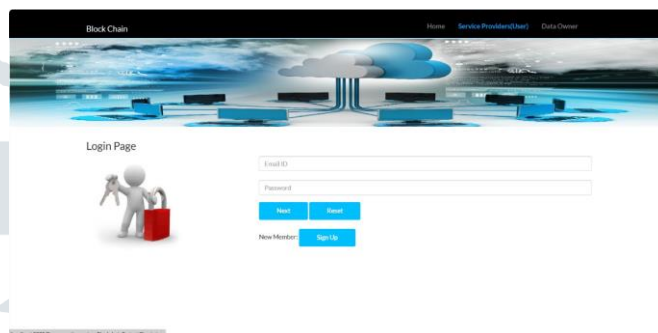 Block Chain
Home Service Providers(User) Data Owner
Login Page
Email ID
Password
Next Reset
New Member: Sign Up